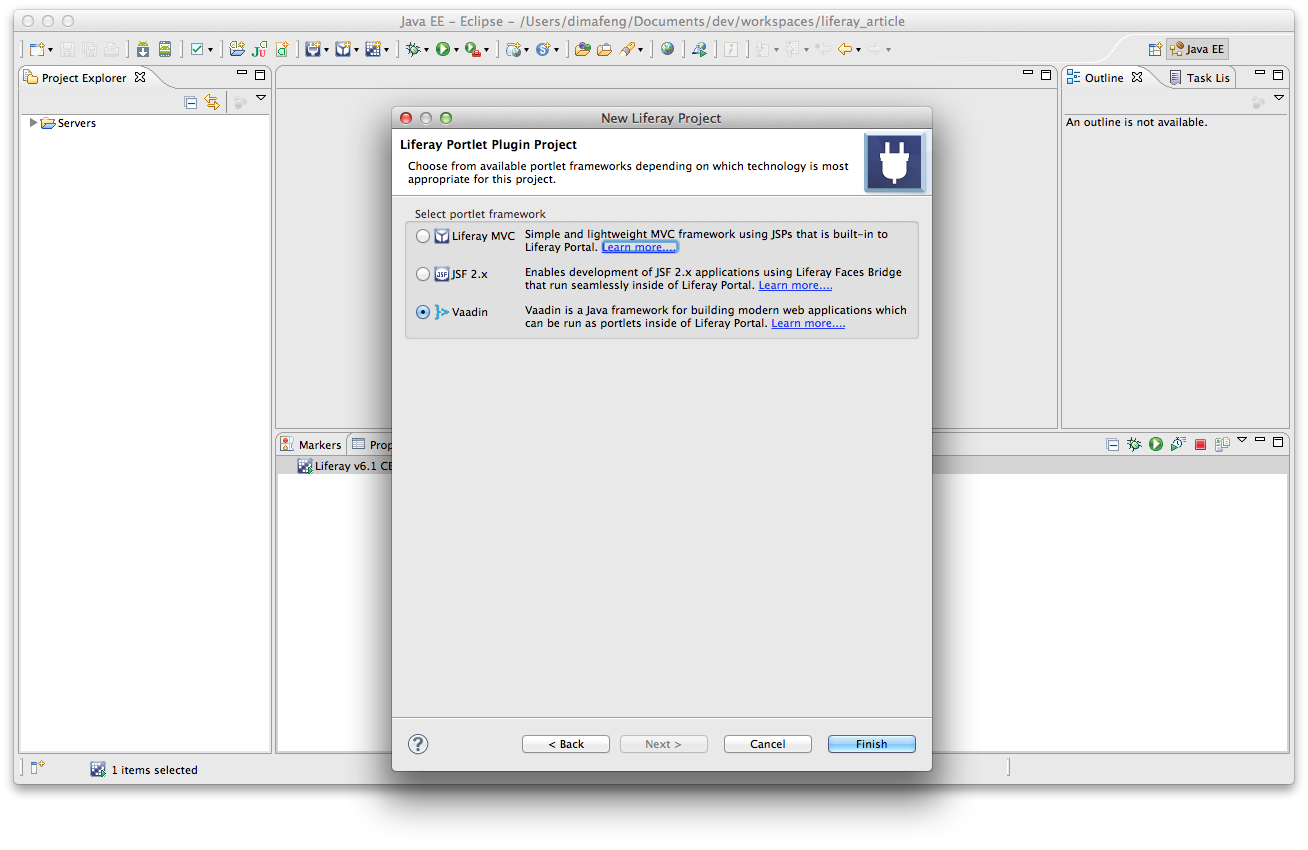 Java EE – Eclipse – /Users/dimafeng/Documents/dev/workspaces/liferay_article
Java EE
Project Explorer
Outline
Task Lis
Servers
An outline is not available.
New Liferay Project
Liferay Portlet Plugin Project
Choose from available portlet frameworks depending on which technology is most
appropriate for this project.
Select portlet framework
Liferay MVC
Simple and lightweight MVC framework using JSPs that is built-in to
Liferay Portal. Learn more....
JSF
JSF 2.x
Enables development of JSF 2.x applications using Liferay Faces Bridge
that run seamlessly inside of Liferay Portal. Learn more....
Vaadin
Vaadin is a Java framework for building modern web applications which
can be run as portlets inside of Liferay Portal. Learn more....
Markers
Prop
Liferay v6.1 CE
?
< Back
Next >
Cancel
Finish
1 items selected